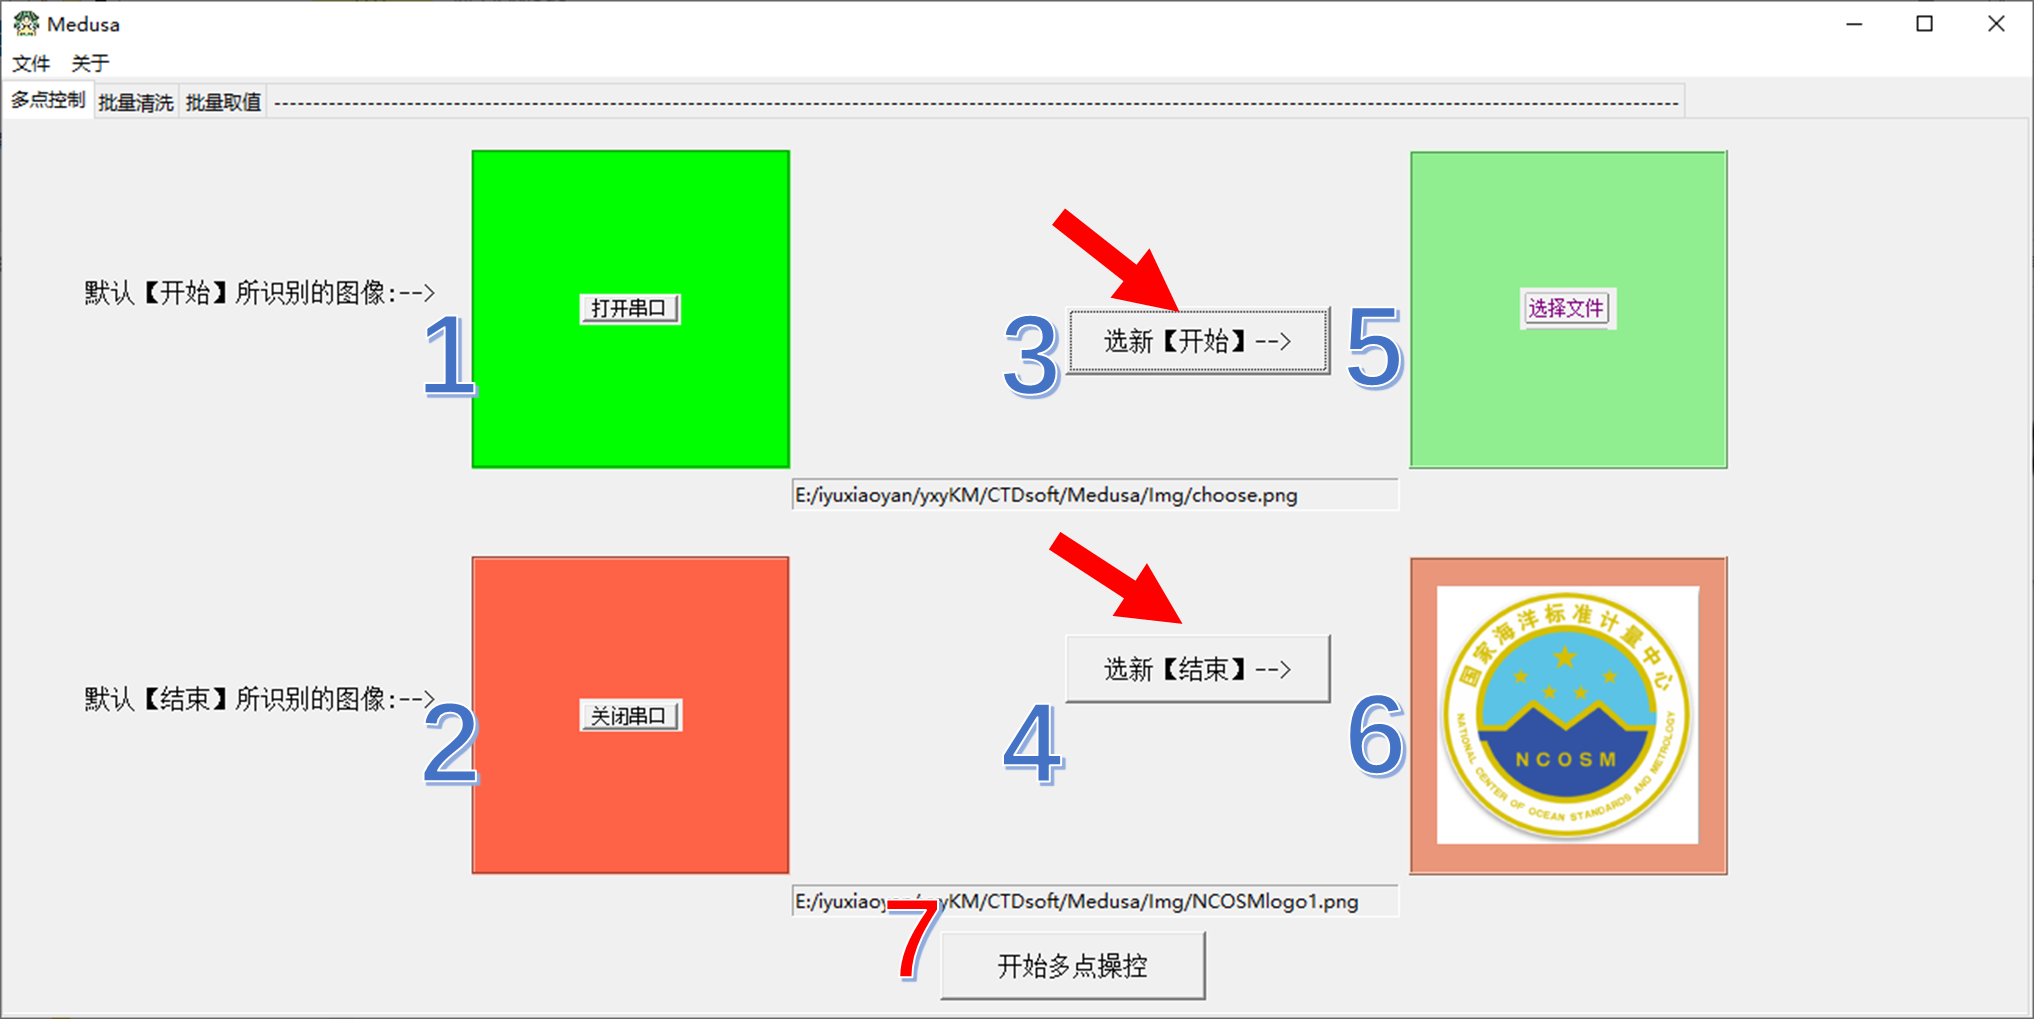 Medusa
文件 关于
多点控制 批量清洗 批量取值 ------------------------------------------------------------
默认【开始】所识别的图像:-->
1
打开串口
3
选新【开始】-->
5
选择文件
E:/iyuxiaoyan/yxyKM/CTDsoft/Medusa/Img/choose.png
默认【结束】所识别的图像:-->
2
关闭串口
选新【结束】-->
4
6
国家海洋标准计量中心
NCOSM
NATIONAL CENTER OF OCEAN STANDARDS AND METROLOGY
E:/iyuxiaoyan/yxyKM/CTDsoft/Medusa/Img/NCOSMlogo1.png
7
开始多点操控